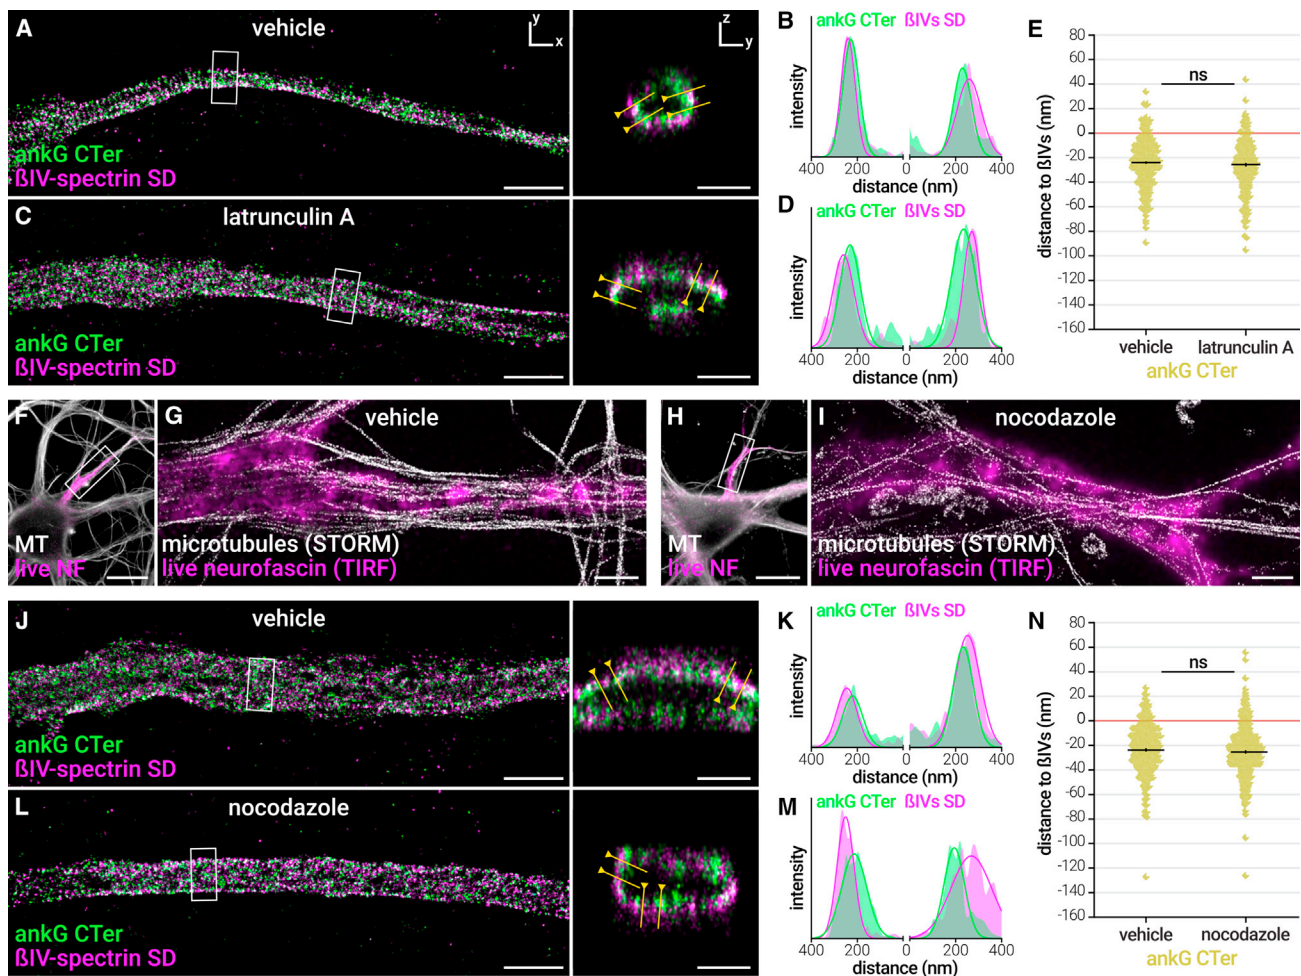 A
vehicle
y
x
z
y
ankG CTer
ßIV-spectrin SD
B
ankG CTer ßIVs SD
intensity
400 200 0 200 400
distance (nm)
C
latrunculin A
ankG CTer
ßIV-spectrin SD
D
ankG CTer ßIVs SD
intensity
400 200 0 200 400
distance (nm)
E
distance to ßIVs (nm)
80
60
40
20
0
-20
-40
-60
-80
-100
-120
-140
-160
ns
vehicle latrunculin A
ankG CTer
F
MT
live NF
G
vehicle
microtubules (STORM)
live neurofascin (TIRF)
H
MT
live NF
I
nocodazole
microtubules (STORM)
live neurofascin (TIRF)
J
vehicle
ankG CTer
ßIV-spectrin SD
K
ankG CTer ßIVs SD
intensity
400 200 0 200 400
distance (nm)
L
nocodazole
ankG CTer
ßIV-spectrin SD
M
ankG CTer ßIVs SD
intensity
400 200 0 200 400
distance (nm)
N
distance to ßIVs (nm)
80
60
40
20
0
-20
-40
-60
-80
-100
-120
-140
-160
ns
vehicle nocodazole
ankG CTer